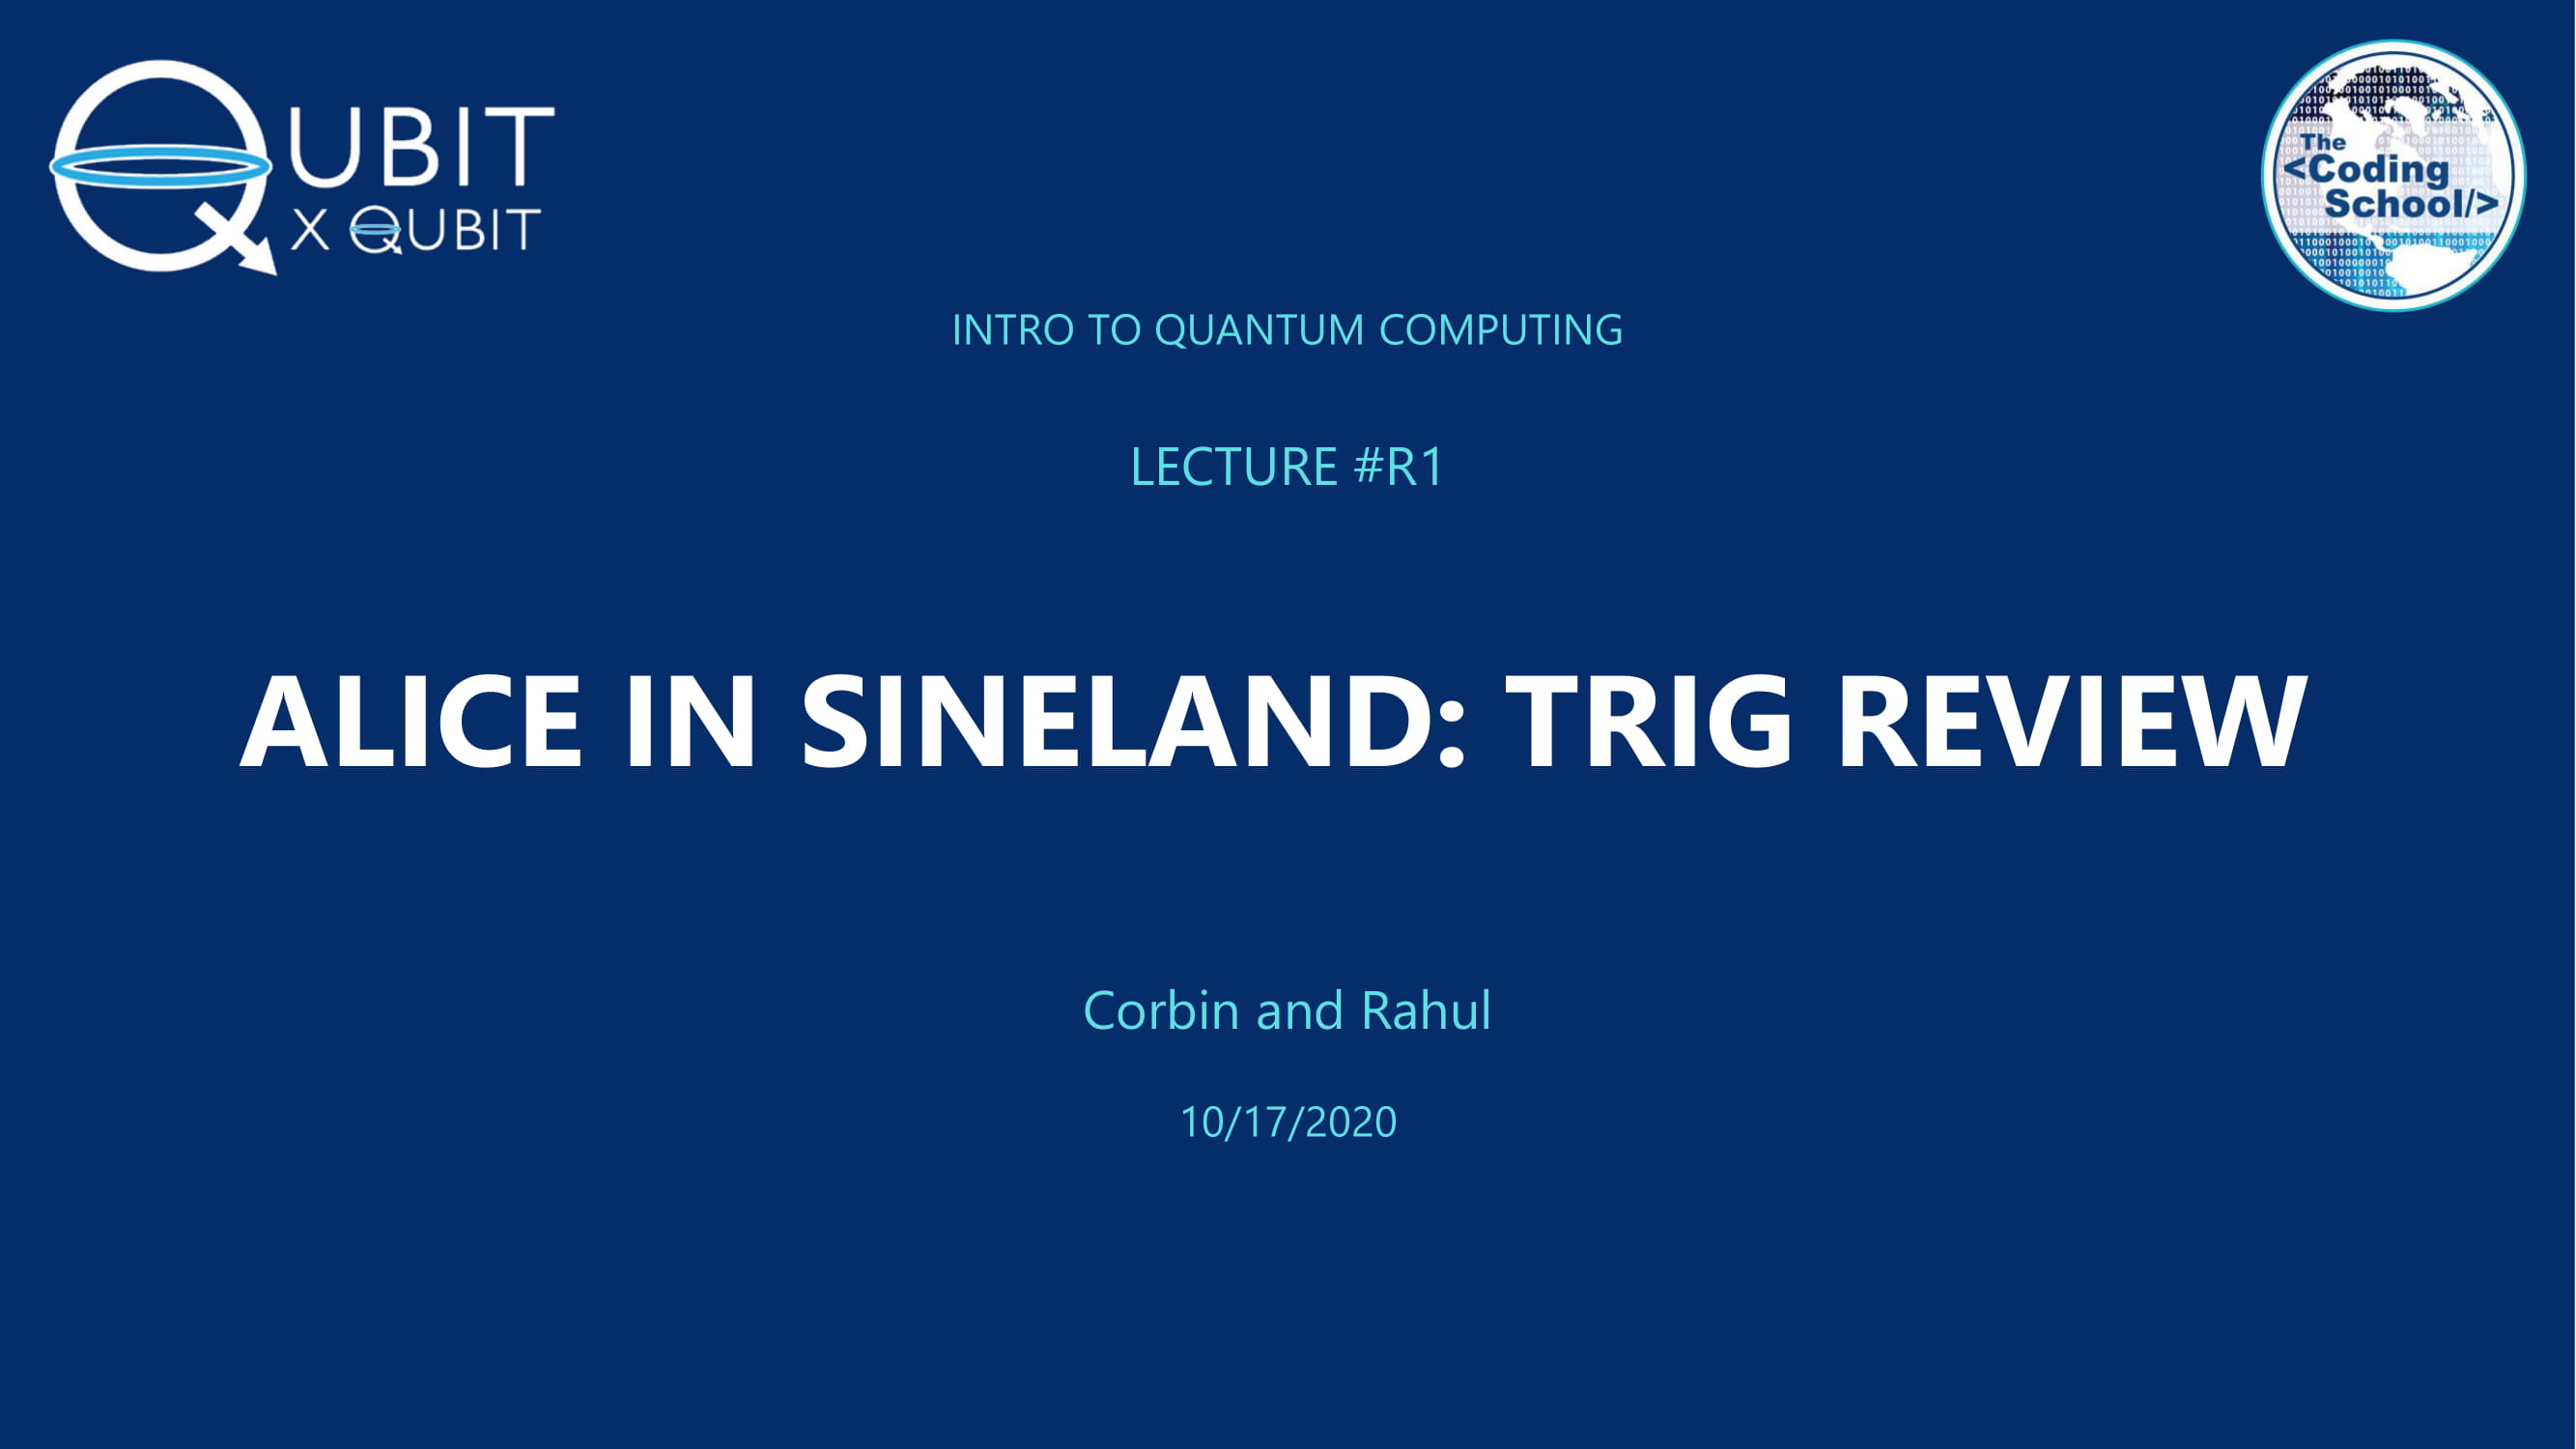 QUBIT
X QUBIT
The
<Coding
School/>
INTRO TO QUANTUM COMPUTING
LECTURE #R1
ALICE IN SINELAND: TRIG REVIEW
Corbin and Rahul
10/17/2020